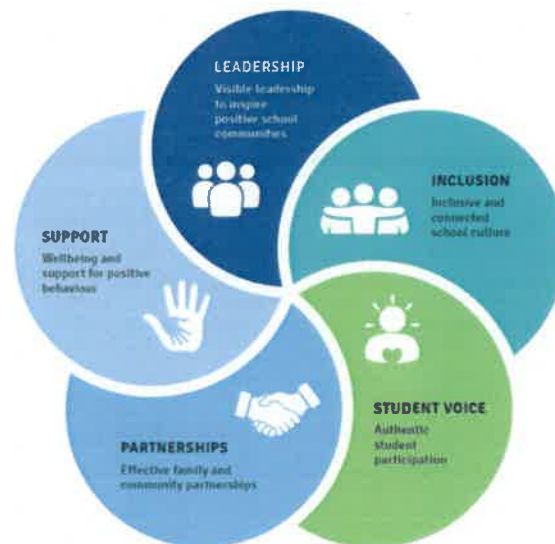 LEADERSHIP
Visible leadership
to inspire
positive school
communities
INCLUSION
Inclusive and
connected
school culture
STUDENT VOICE
Authentic
student
participation
PARTNERSHIPS
Effective family and
community partnerships
SUPPORT
Wellbeing and
support for positive
behaviour